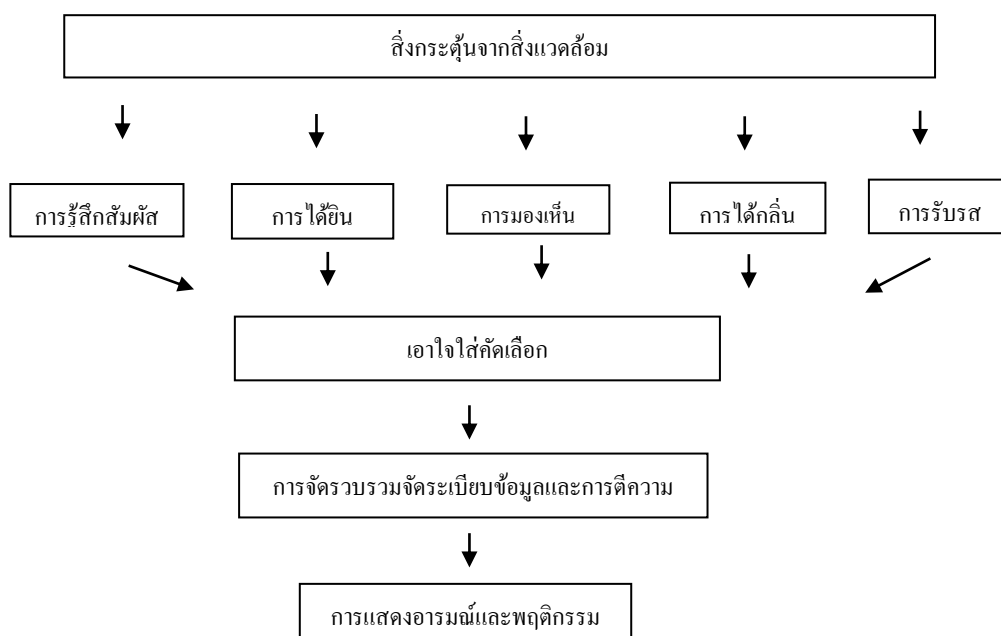 สิ่งกระตุ้นจากสิ่งแวดล้อม
การรู้สึกสัมผัส
การได้ยิน
การมองเห็น
การได้กลิ่น
การรับรส
เอาใจใส่คัดเลือก
การจัดรวบรวมจัดระเบียบข้อมูลและการตีความ
การแสดงอารมณ์และพฤติกรรม